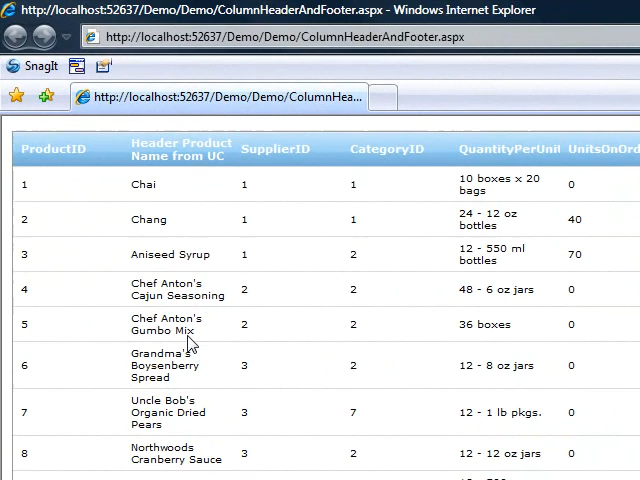 http://localhost:52637/Demo/Demo/ColumnHeaderAndFooter.aspx - Windows Internet Explorer
http://localhost:52637/Demo/Demo/ColumnHeaderAndFooter.aspx
SnagIt
http://localhost:52637/Demo/Demo/ColumnHea...
ProductID Header Product Name from UC SupplierID CategoryID QuantityPerUnit UnitsOnOrd
1 Chai 1 1 10 boxes x 20 bags 0
2 Chang 1 1 24 - 12 oz bottles 40
3 Aniseed Syrup 1 2 12 - 550 ml bottles 70
4 Chef Anton's Cajun Seasoning 2 2 48 - 6 oz jars 0
5 Chef Anton's Gumbo Mix 2 2 36 boxes 0
6 Grandma's Boysenberry Spread 3 2 12 - 8 oz jars 0
7 Uncle Bob's Organic Dried Pears 3 7 12 - 1 lb pkgs. 0
8 Northwoods Cranberry Sauce 3 2 12 - 12 oz jars 0